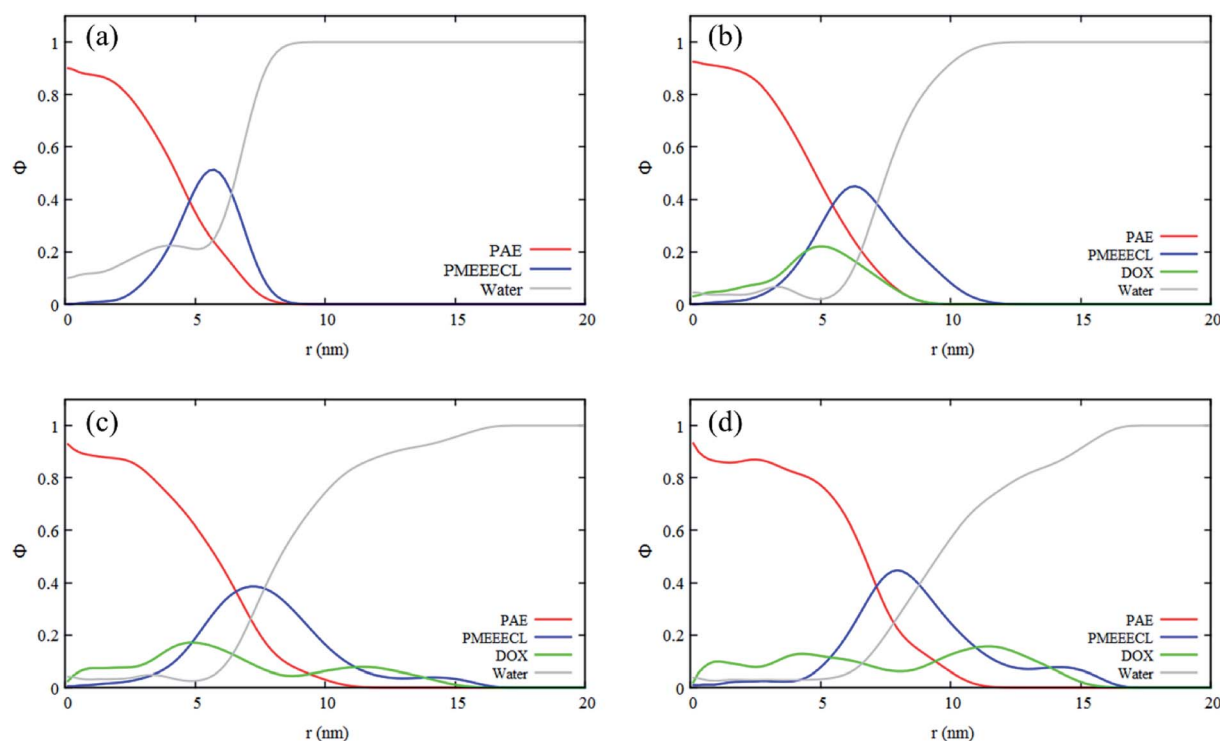 (a)
1
0.8
0.6
0.4
0.2
0
Φ
PAE
PMEEECL
Water
0 5 10 15 20
r (nm)
(b)
1
0.8
0.6
0.4
0.2
0
Φ
PAE
PMEEECL
DOX
Water
0 5 10 15 20
r (nm)
(c)
1
0.8
0.6
0.4
0.2
0
Φ
PAE
PMEEECL
DOX
Water
0 5 10 15 20
r (nm)
(d)
1
0.8
0.6
0.4
0.2
0
Φ
PAE
PMEEECL
DOX
Water
0 5 10 15 20
r (nm)